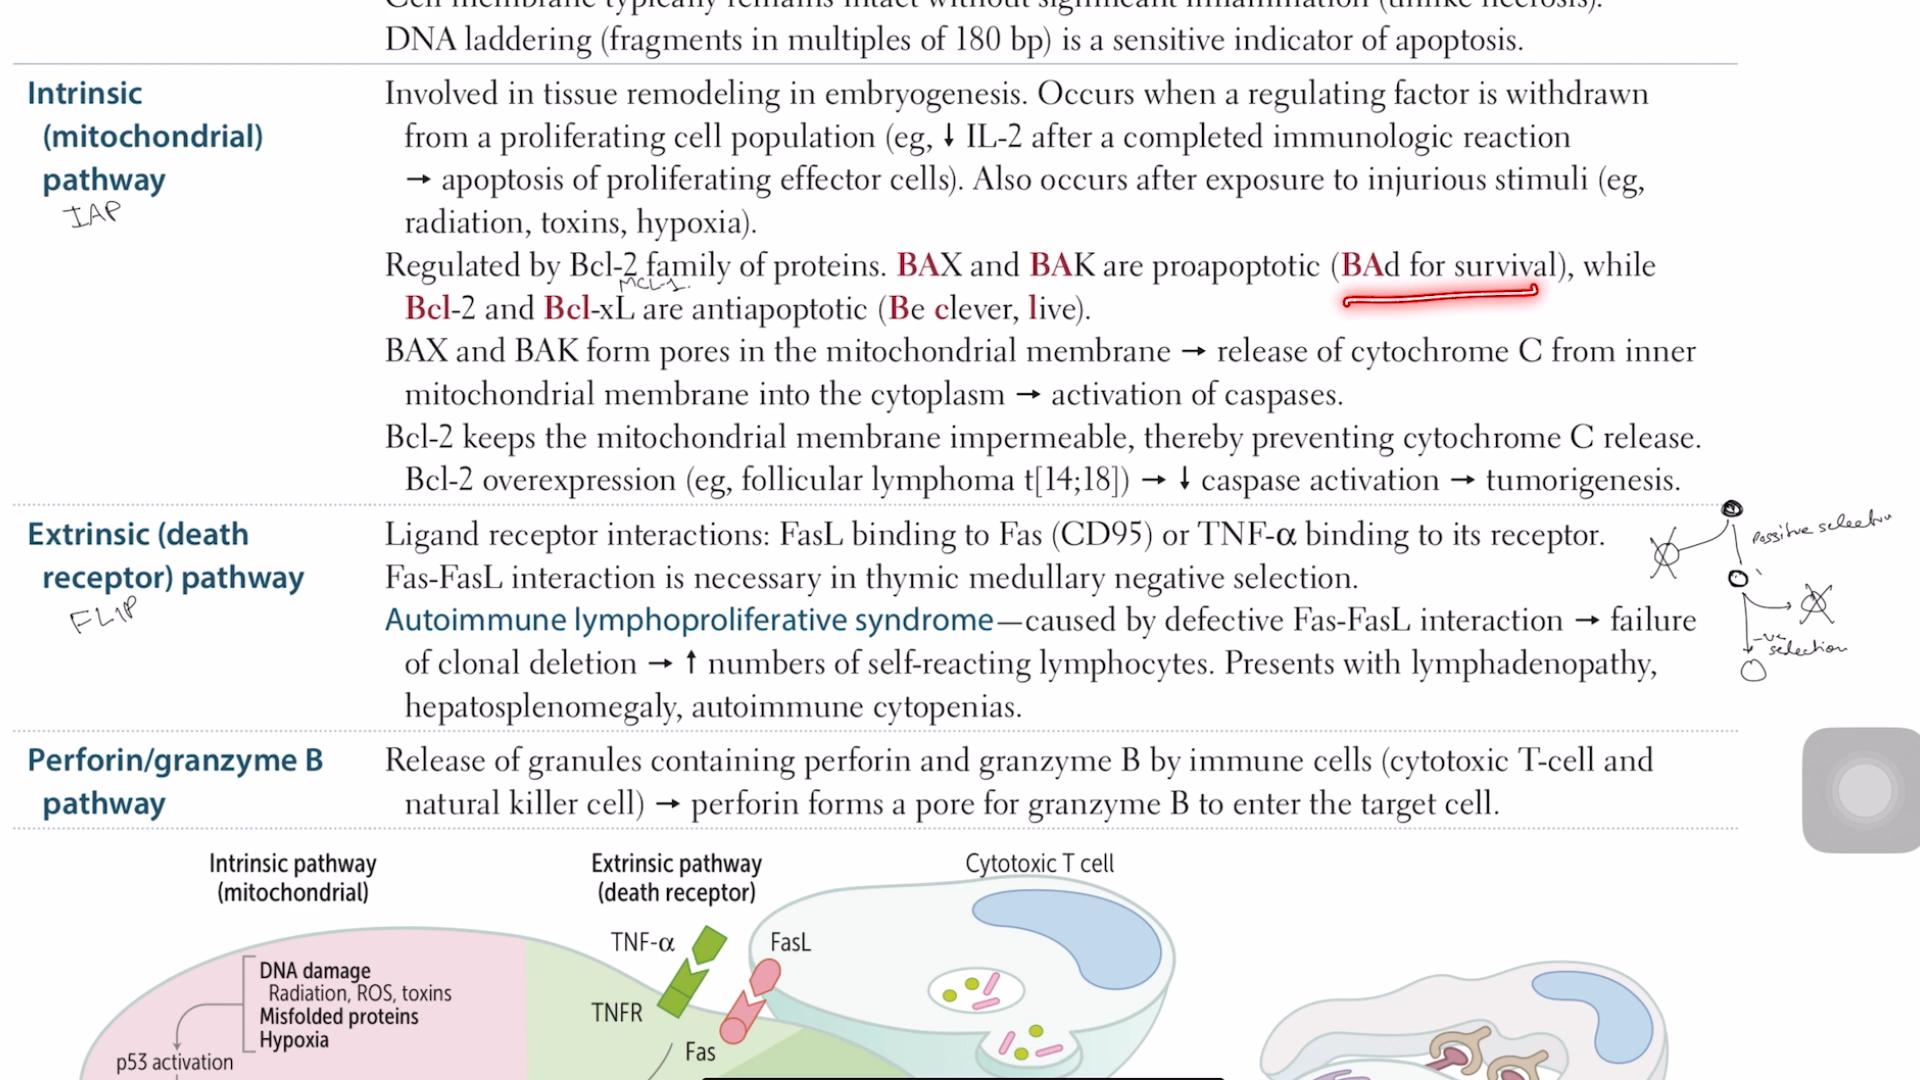 Cell membrane typically remains intact without significant inflammation (unlike necrosis).
DNA laddering (fragments in multiples of 180 bp) is a sensitive indicator of apoptosis.
Intrinsic
(mitochondrial)
pathway
IAP
Involved in tissue remodeling in embryogenesis. Occurs when a regulating factor is withdrawn
from a proliferating cell population (eg, ↓ IL-2 after a completed immunologic reaction
→ apoptosis of proliferating effector cells). Also occurs after exposure to injurious stimuli (eg,
radiation, toxins, hypoxia).
Regulated by Bcl-2 family of proteins. BAX and BAK are proapoptotic (BAd for survival), while
MCL-1.
Bcl-2 and Bcl-xL are antiapoptotic (Be clever, live).
BAX and BAK form pores in the mitochondrial membrane → release of cytochrome C from inner
mitochondrial membrane into the cytoplasm → activation of caspases.
Bcl-2 keeps the mitochondrial membrane impermeable, thereby preventing cytochrome C release.
Bcl-2 overexpression (eg, follicular lymphoma t[14;18]) → ↓ caspase activation → tumorigenesis.
Extrinsic (death
receptor) pathway
FLIP
Ligand receptor interactions: FasL binding to Fas (CD95) or TNF-α binding to its receptor.
Fas-FasL interaction is necessary in thymic medullary negative selection.
Autoimmune lymphoproliferative syndrome—caused by defective Fas-FasL interaction → failure
of clonal deletion → ↑ numbers of self-reacting lymphocytes. Presents with lymphadenopathy,
hepatosplenomegaly, autoimmune cytopenias.
-ve
selection
Perforin/granzyme B
pathway
Release of granules containing perforin and granzyme B by immune cells (cytotoxic T-cell and
natural killer cell) → perforin forms a pore for granzyme B to enter the target cell.
Intrinsic pathway
(mitochondrial)
Extrinsic pathway
(death receptor)
Cytotoxic T cell
TNF-α
FasL
DNA damage
Radiation, ROS, toxins
Misfolded proteins
Hypoxia
TNFR
Fas
p53 activation